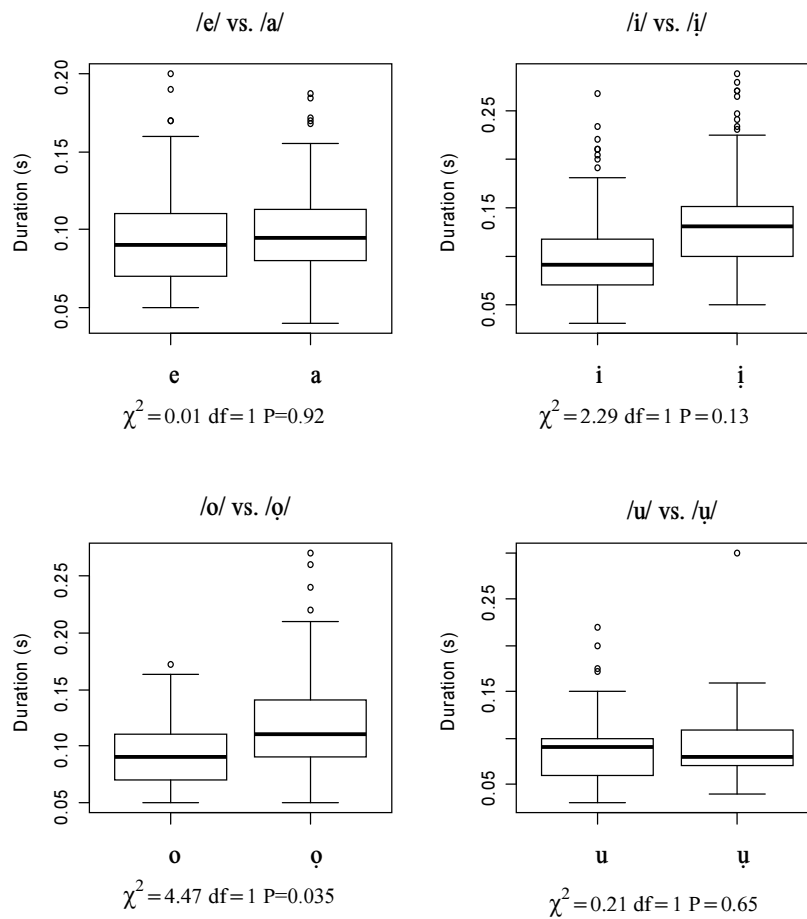 /e/ vs. /a/
Duration (s)
0.20
0.15
0.10
0.05
e a
χ² = 0.01 df = 1 P=0.92
/i/ vs. /ị/
Duration (s)
0.25
0.15
0.05
i ị
χ² = 2.29 df = 1 P = 0.13
/o/ vs. /ọ/
Duration (s)
0.25
0.20
0.15
0.10
0.05
o ọ
χ² = 4.47 df = 1 P=0.035
/u/ vs. /ụ/
Duration (s)
0.25
0.15
0.05
u ụ
χ² = 0.21 df = 1 P = 0.65